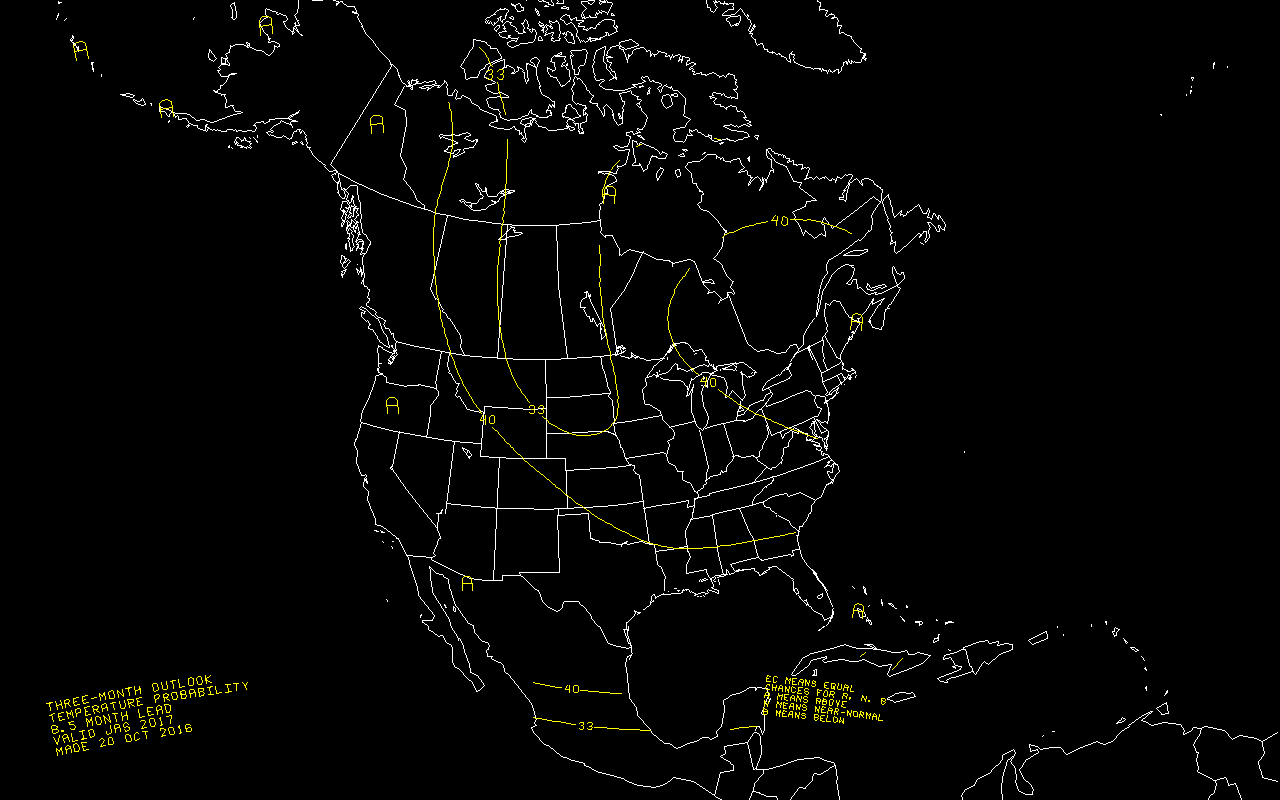 A
A
33
A
A
A
40
A
40
A
33
40
A
A
40
33
THREE-MONTH OUTLOOK
TEMPERATURE PROBABILITY
8.5 MONTH LEAD
VALID JAS 2017
MADE 20 OCT 2016
EC MEANS EQUAL
CHANCES FOR A, N, B
A MEANS ABOVE
N MEANS NEAR-NORMAL
B MEANS BELOW